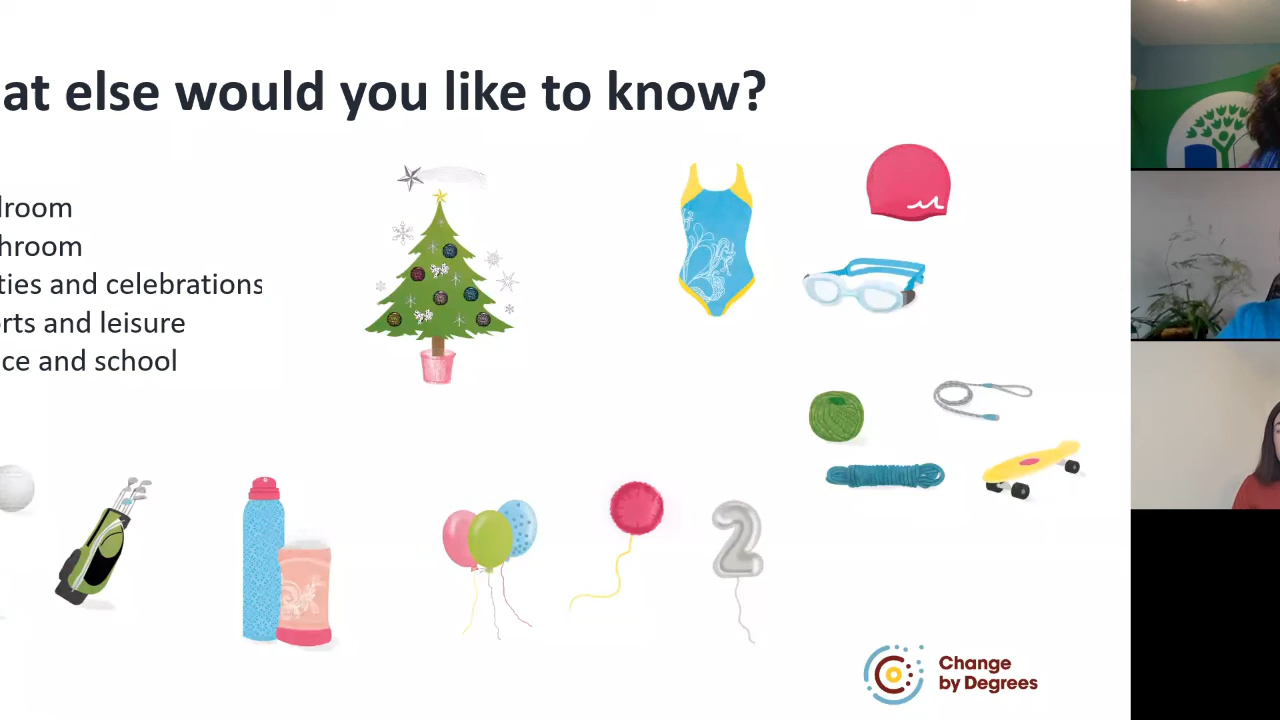 at else would you like to know?
lroom
hroom
ties and celebrations
rts and leisure
ce and school
2
Change
by Degrees